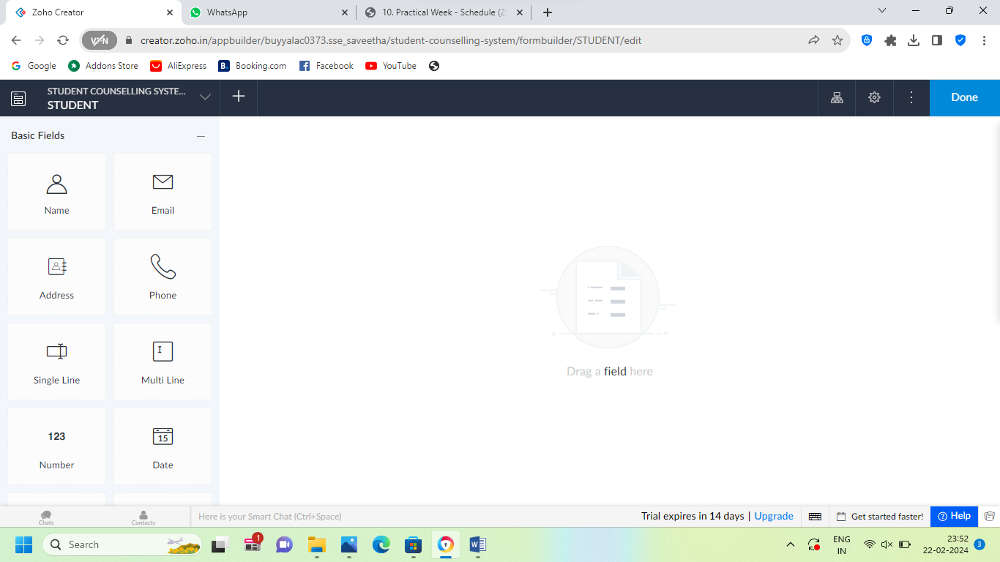 Zoho Creator
WhatsApp
10. Practical Week - Schedule (2)
VPN
creator.zoho.in/appbuilder/buyyalac0373.sse_saveetha/student-counselling-system/formbuilder/STUDENT/edit
G Google
Addons Store
AliExpress
B. Booking.com
Facebook
YouTube
STUDENT COUNSELLING SYSTE...
STUDENT
Done
Basic Fields
Name
Email
Address
Phone
Single Line
Multi Line
123
15
Number
Date
Drag a field here
Chats
Contacts
Here is your Smart Chat (Ctrl+Space)
Trial expires in 14 days | Upgrade
Get started faster!
Help
Search
1
ENG
IN
23:52
22-02-2024
3